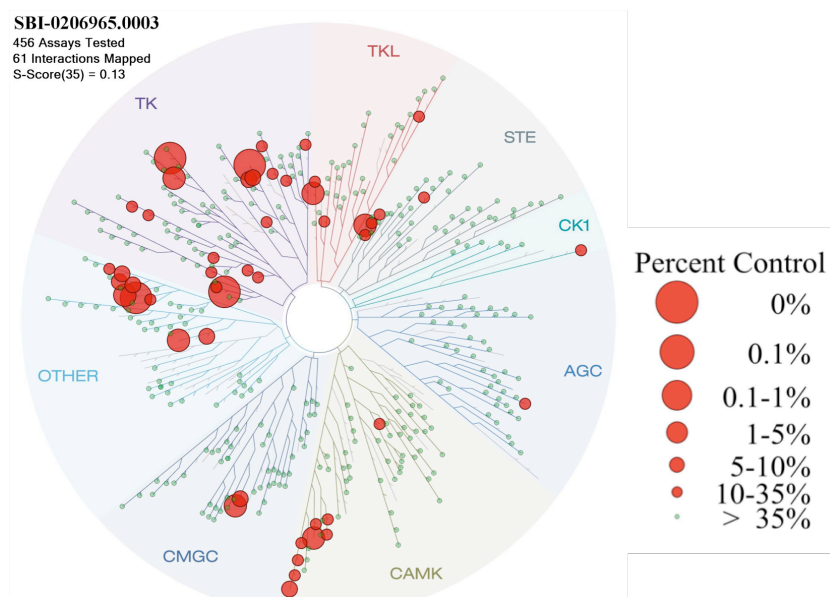 SBI-0206965.0003
456 Assays Tested
61 Interactions Mapped
S-Score(35) = 0.13
TKL
TK
STE
CK1
Percent Control
0%
0.1%
0.1-1%
1-5%
5-10%
10-35%
> 35%
OTHER
AGC
CMGC
CAMK